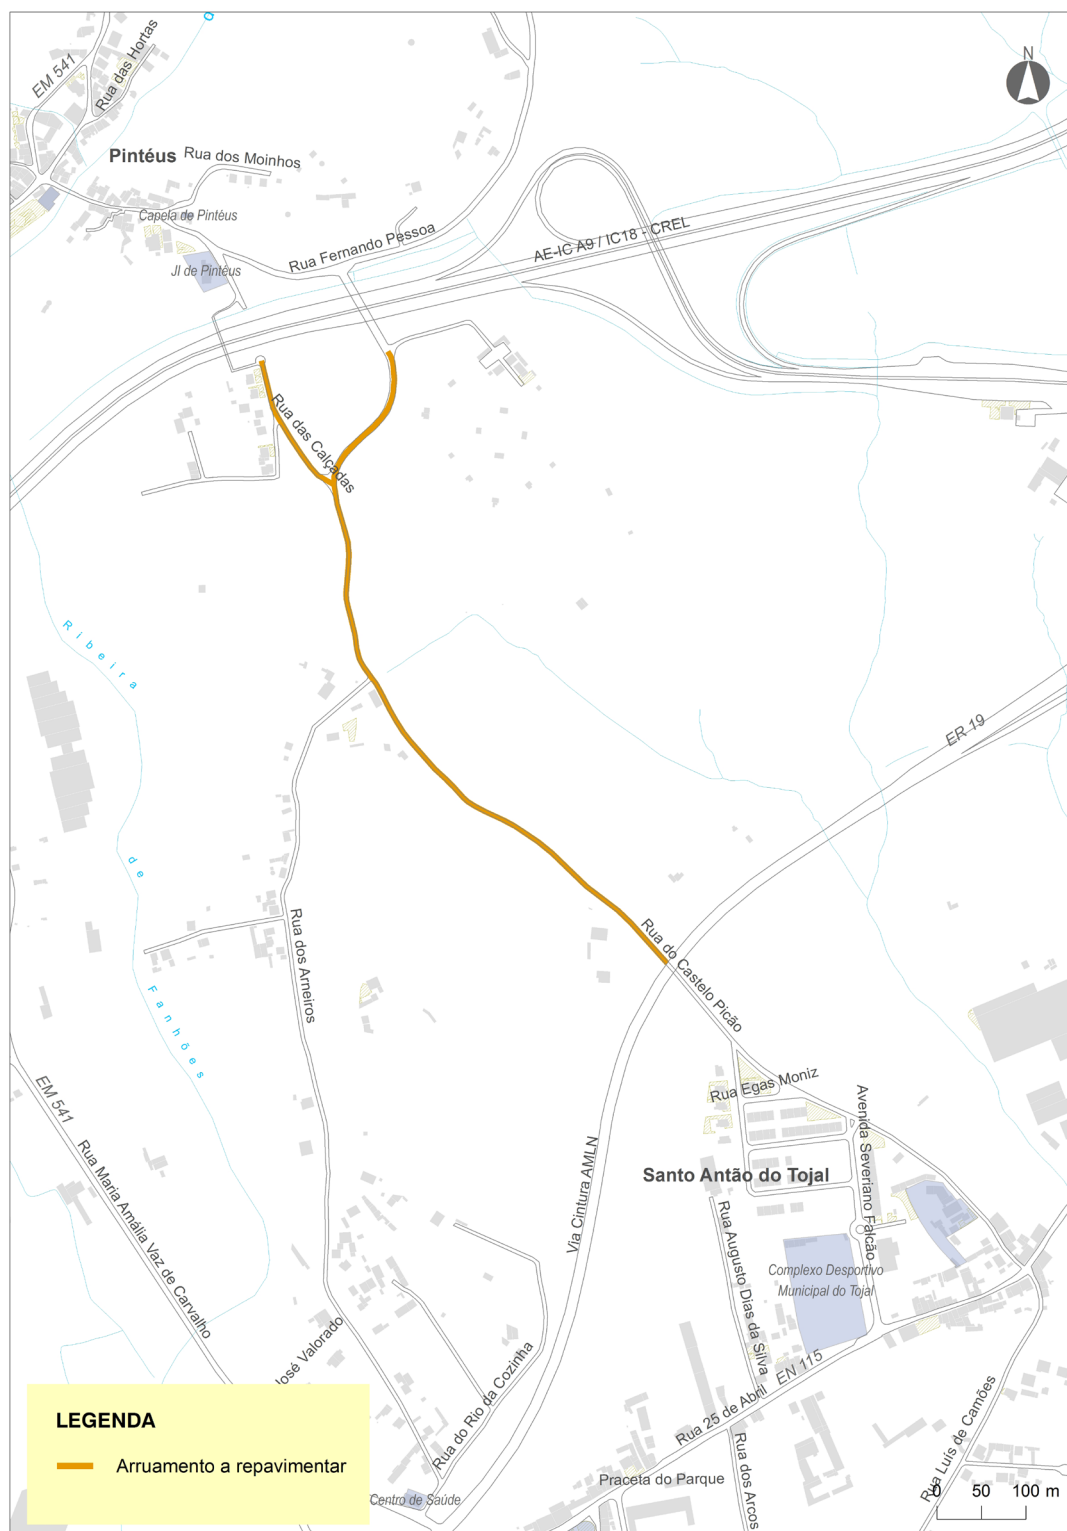 N
EM 541
Rua das Hortas
Pintéus
Rua dos Moinhos
Capela de Pintéus
JI de Pintéus
Rua Fernando Pessoa
AE-IC A9 / IC18 - CREL
Rua das Calçadas
Ribeira
de
Fanhões
ER 19
Rua do Castelo Picão
Rua dos Arneiros
EM 541
Rua Maria Amália Vaz de Carvalho
Rua Egas Moniz
Avenida Severiano Falcão
Via Cintura AMLN
Santo Antão do Tojal
Rua Augusto Dias da Silva
Complexo Desportivo
Municipal do Tojal
José Valorado
Rua do Rio da Cozinha
EN 115
Rua 25 de Abril
Rua Luís de Camões
Rua dos Arcos
Praceta do Parque
Centro de Saúde
LEGENDA
Arruamento a repavimentar
0 50 100 m